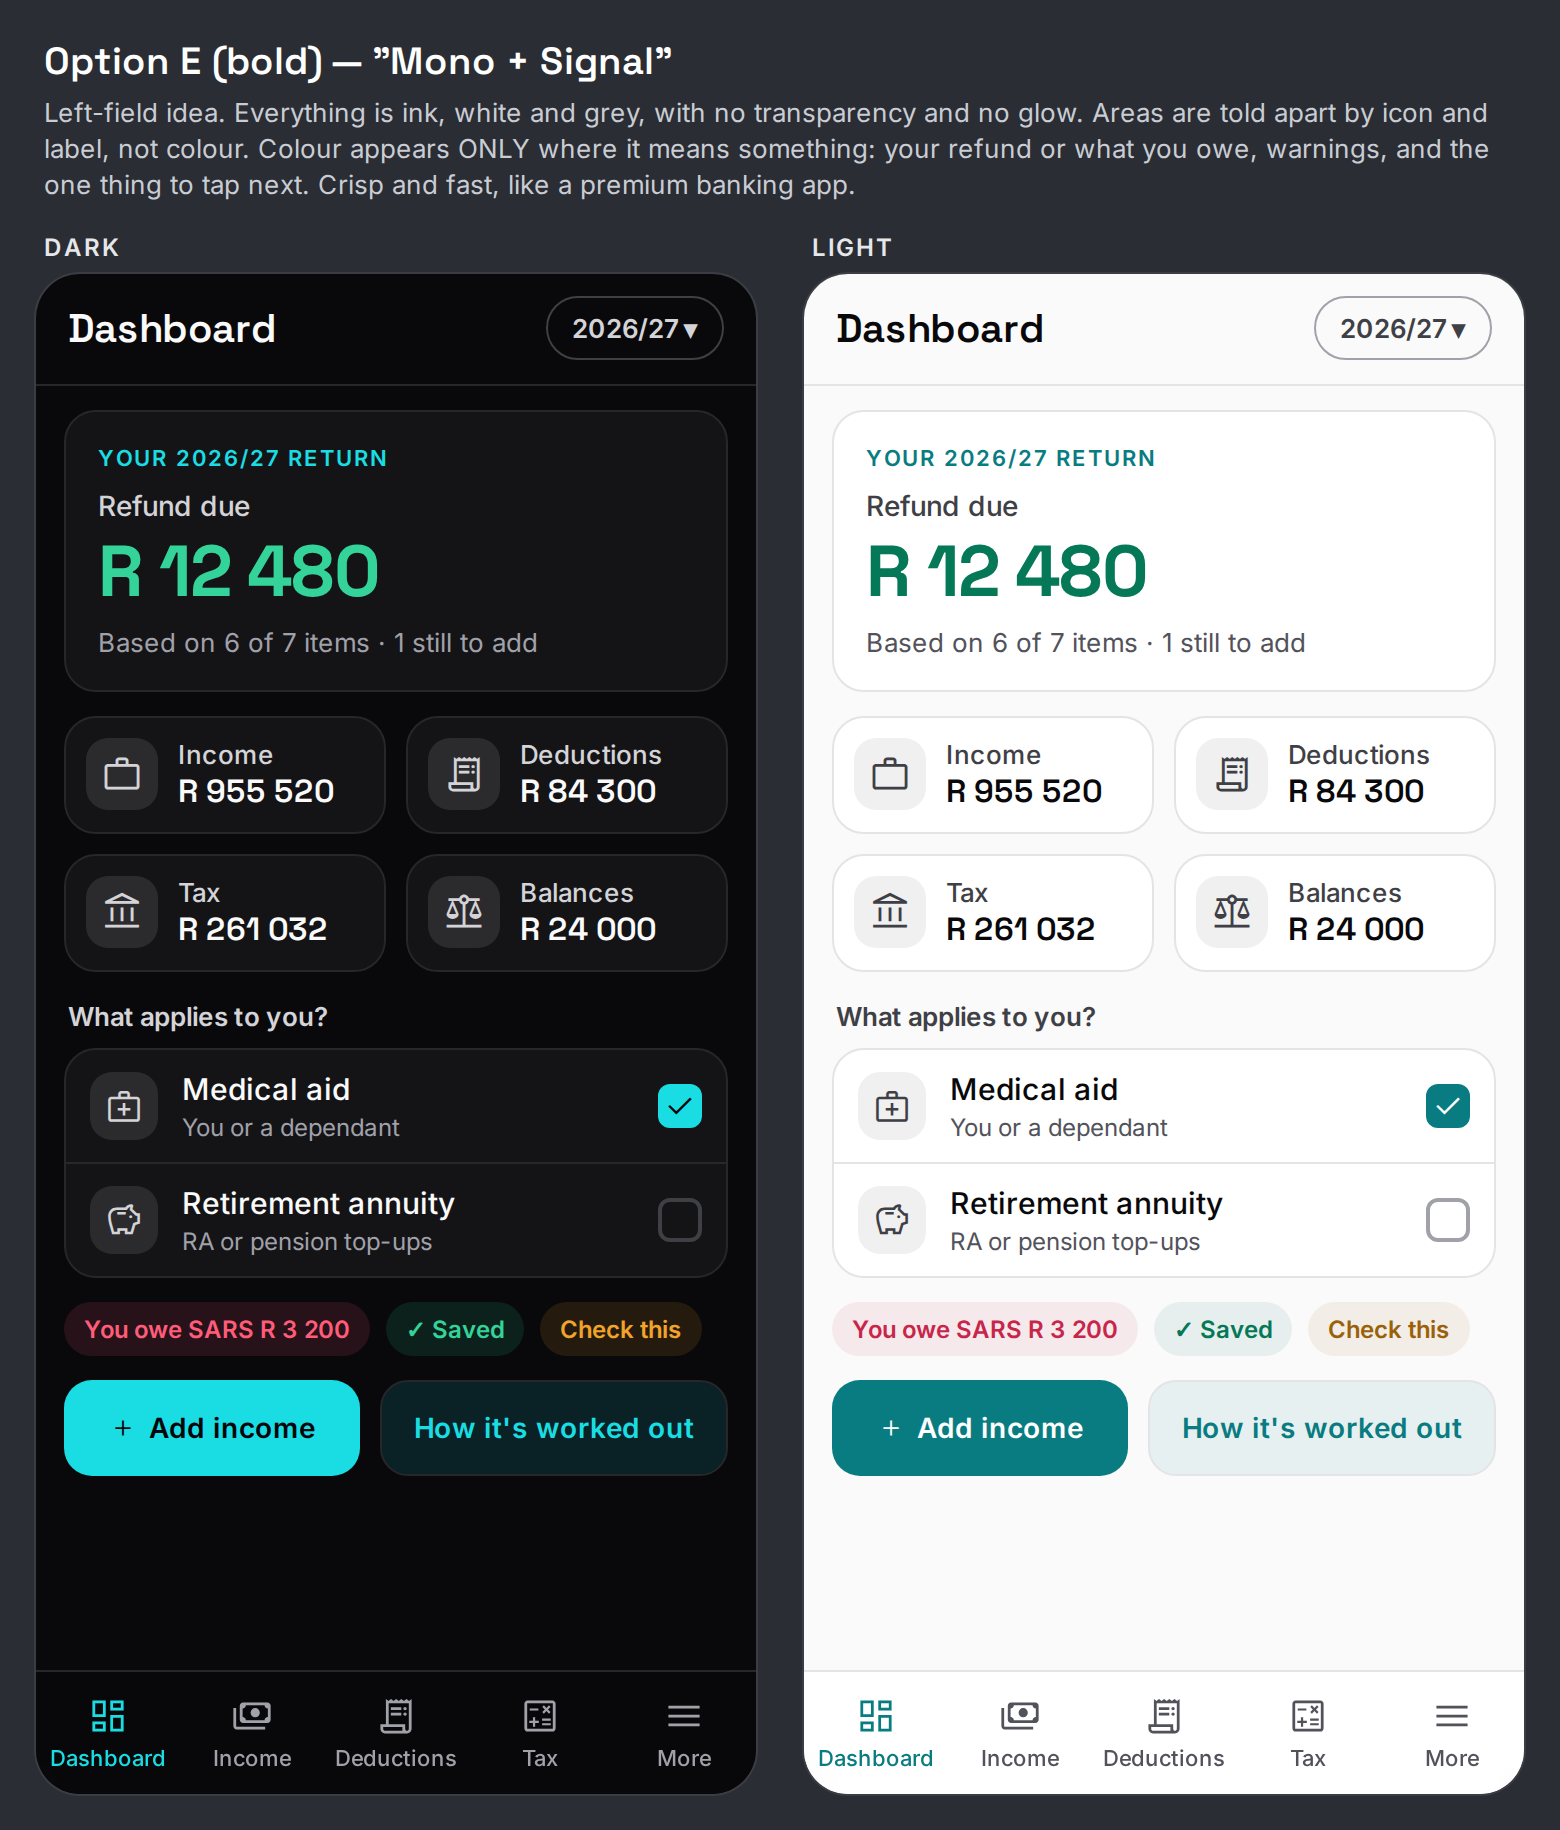 Option E (bold) — ”Mono + Signal”
Left-field idea. Everything is ink, white and grey, with no transparency and no glow. Areas are told apart by icon and
label, not colour. Colour appears ONLY where it means something: your refund or what you owe, warnings, and the
one thing to tap next. Crisp and fast, like a premium banking app.
DARK
Dashboard
2026/27 ▾
YOUR 2026/27 RETURN
Refund due
R 12 480
Based on 6 of 7 items · 1 still to add
Income
R 955 520
Deductions
R 84 300
Tax
R 261 032
Balances
R 24 000
What applies to you?
Medical aid
You or a dependant
Retirement annuity
RA or pension top-ups
You owe SARS R 3 200
✓ Saved
Check this
+ Add income
How it's worked out
Dashboard
Income
Deductions
Tax
More
LIGHT
Dashboard
2026/27 ▾
YOUR 2026/27 RETURN
Refund due
R 12 480
Based on 6 of 7 items · 1 still to add
Income
R 955 520
Deductions
R 84 300
Tax
R 261 032
Balances
R 24 000
What applies to you?
Medical aid
You or a dependant
Retirement annuity
RA or pension top-ups
You owe SARS R 3 200
✓ Saved
Check this
+ Add income
How it's worked out
Dashboard
Income
Deductions
Tax
More